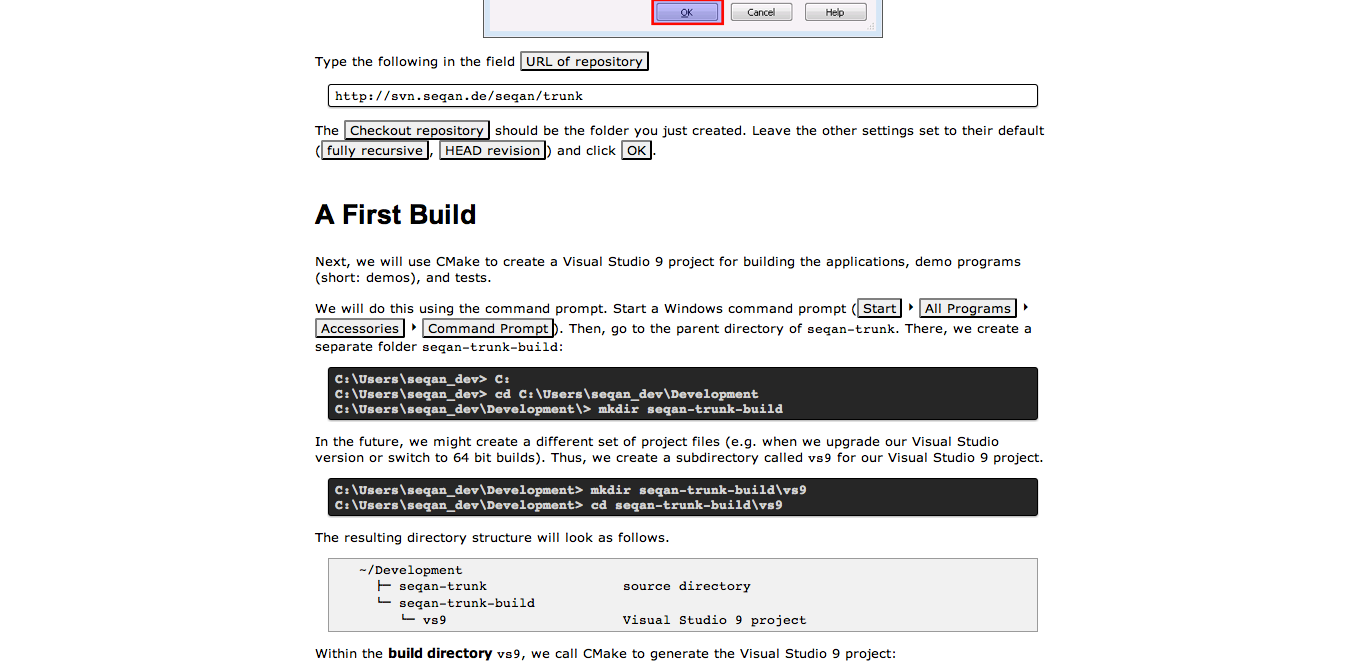 OK Cancel Help
Type the following in the field URL of repository
http://svn.seqan.de/seqan/trunk
The Checkout repository should be the folder you just created. Leave the other settings set to their default
(fully recursive, HEAD revision) and click OK.
A First Build
Next, we will use CMake to create a Visual Studio 9 project for building the applications, demo programs
(short: demos), and tests.
We will do this using the command prompt. Start a Windows command prompt (Start ‣ All Programs ‣
Accessories ‣ Command Prompt). Then, go to the parent directory of seqan-trunk. There, we create a
separate folder seqan-trunk-build:
C:\Users\seqan_dev> C:
C:\Users\seqan_dev> cd C:\Users\seqan_dev\Development
C:\Users\seqan_dev\Development\> mkdir seqan-trunk-build
In the future, we might create a different set of project files (e.g. when we upgrade our Visual Studio
version or switch to 64 bit builds). Thus, we create a subdirectory called vs9 for our Visual Studio 9 project.
C:\Users\seqan_dev\Development> mkdir seqan-trunk-build\vs9
C:\Users\seqan_dev\Development> cd seqan-trunk-build\vs9
The resulting directory structure will look as follows.
~/Development
├─ seqan-trunk source directory
└─ seqan-trunk-build
└─ vs9 Visual Studio 9 project
Within the build directory vs9, we call CMake to generate the Visual Studio 9 project: